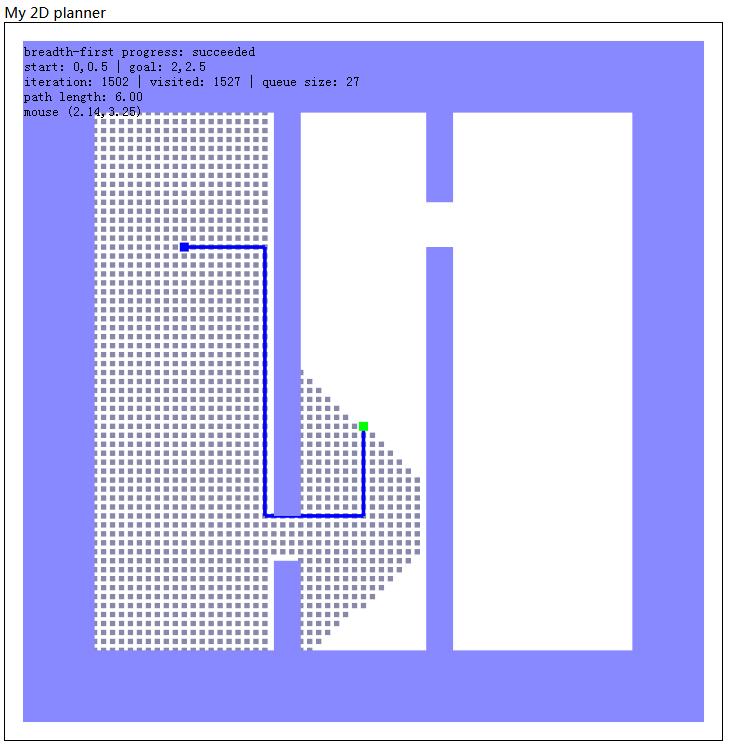 My 2D planner
breadth-first progress: succeeded
start: 0,0.5 | goal: 2,2.5
iteration: 1502 | visited: 1527 | queue size: 27
path length: 6.00
mouse (2.14,3.25)